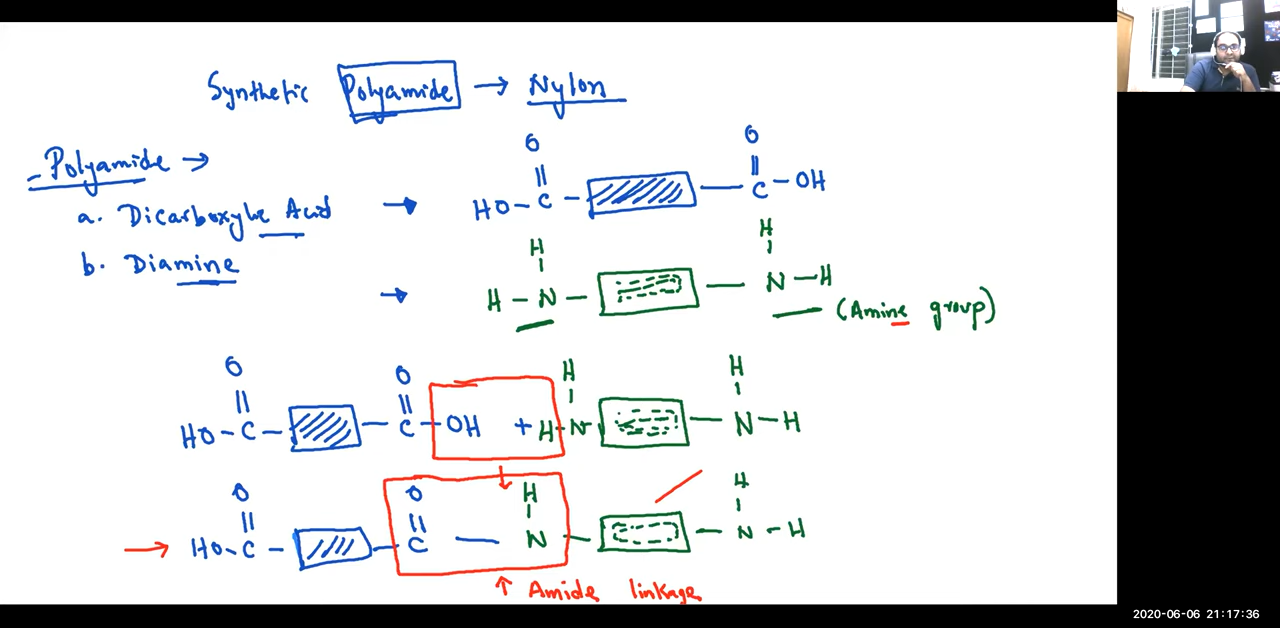 Synthetic Polyamide → Nylon
- Polyamide →
a. Dicarboxylic Acid →
b. Diamine →
O O
|| ||
HO - C - — C - OH
H H
| |
H - N - — N - H
(Amine group)
O O H H
|| || | |
HO - C - — C - OH + H - N - — N - H
↓
O O H H
|| || | |
→ HO - C - — C — N - — N - H
↑ Amide linkage
2020-06-06 21:17:36